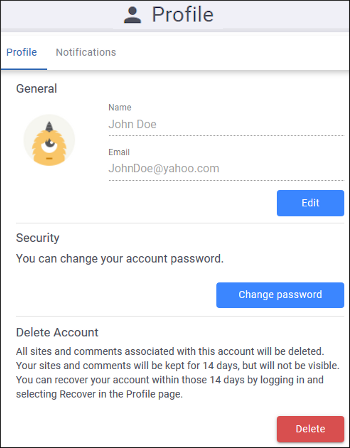 Profile
Profile Notifications
General
Name
John Doe
Email
JohnDoe@yahoo.com
Edit
Security
You can change your account password.
Change password
Delete Account
All sites and comments associated with this account will be deleted.
Your sites and comments will be kept for 14 days, but will not be visible.
You can recover your account within those 14 days by logging in and
selecting Recover in the Profile page.
Delete